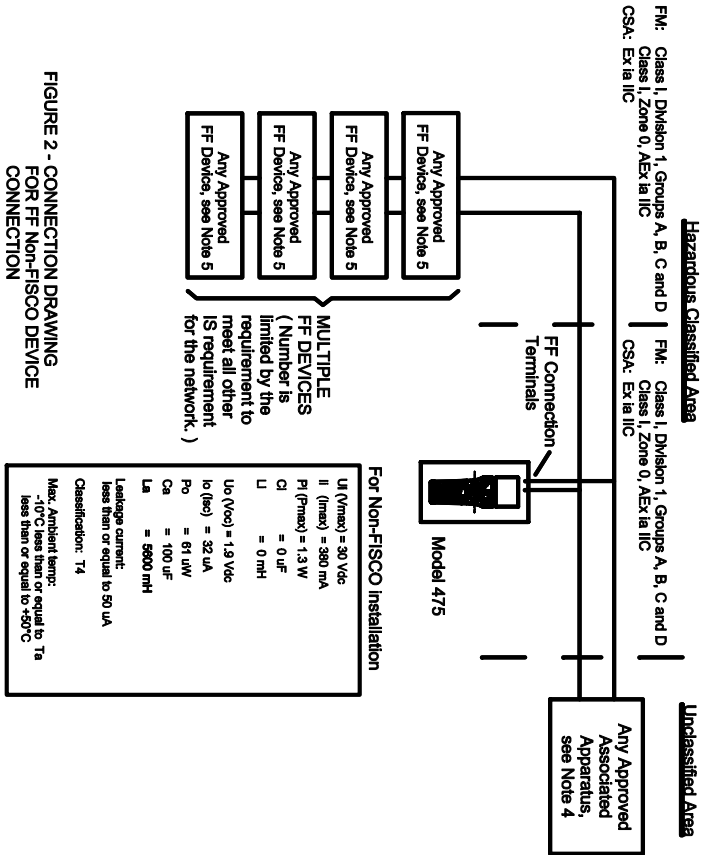 Hazardous Classified Area
Unclassified Area
FM: Class I, Division 1, Groups A, B, C and D
Class I, Zone 0, AEx ia IIC
CSA: Ex ia IIC
FM: Class I, Division 1, Groups A, B, C and D
Class I, Zone 0, AEx ia IIC
CSA: Ex ia IIC
Any Approved
Associated
Apparatus,
see Note 4
FF Connection
Terminals
Model 475
Any Approved
FF Device, see Note 5
Any Approved
FF Device, see Note 5
Any Approved
FF Device, see Note 5
Any Approved
FF Device, see Note 5
MULTIPLE
FF DEVICES
( Number is
limited by the
requirement to
meet all other
IS requirement
for the network. )
For Non-FISCO installation
Ui (Vmax) = 30 Vdc
Ii (Imax) = 380 mA
Pi (Pmax) = 1.3 W
Ci = 0 uF
Li = 0 mH
Uo (Voc) = 1.9 Vdc
Io (Isc) = 32 uA
Po = 61 uW
Ca = 100 uF
La = 5600 mH
Leakage current:
less than or equal to 50 uA
Classification: T4
Max. Ambient temp:
-10°C less than or equal to Ta
less than or equal to +50°C
FIGURE 2 - CONNECTION DRAWING
FOR FF Non-FISCO DEVICE
CONNECTION